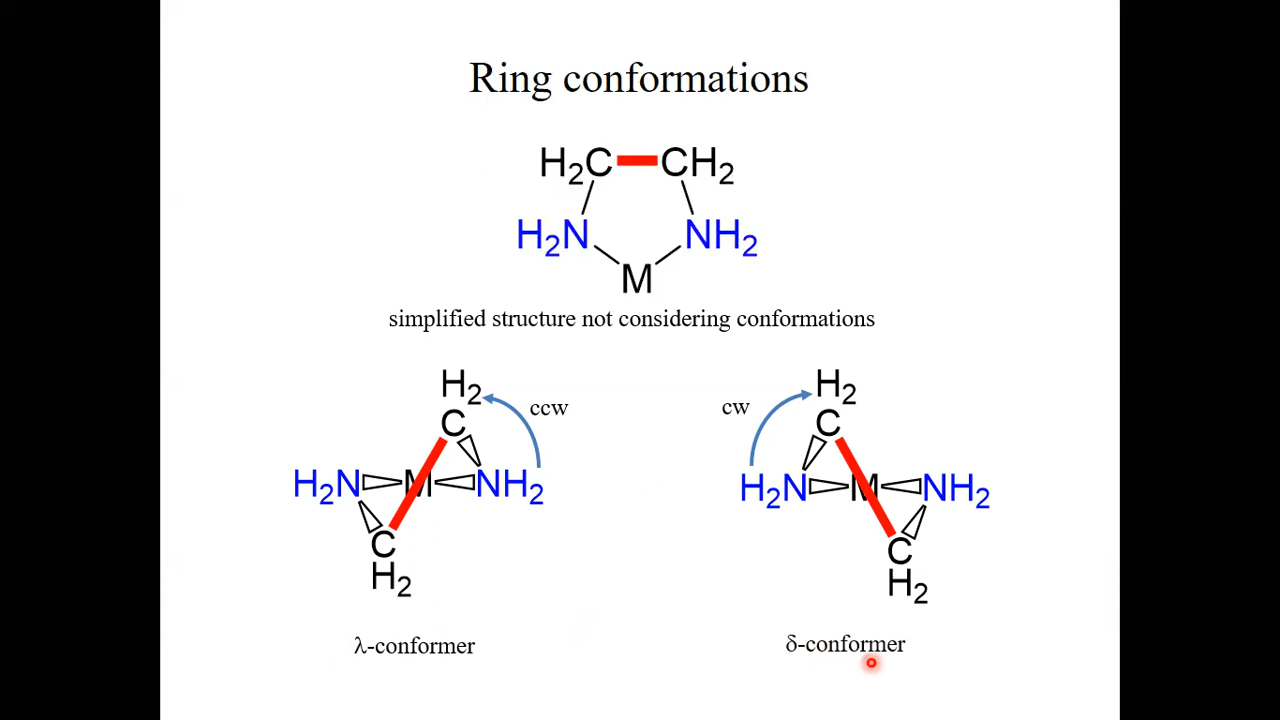 Ring conformations
H₂C CH₂
H₂N NH₂
M
simplified structure not considering conformations
H₂ H₂
ccw cw
C C
H₂N M NH₂ H₂N M NH₂
C C
H₂ H₂
λ-conformer δ-conformer